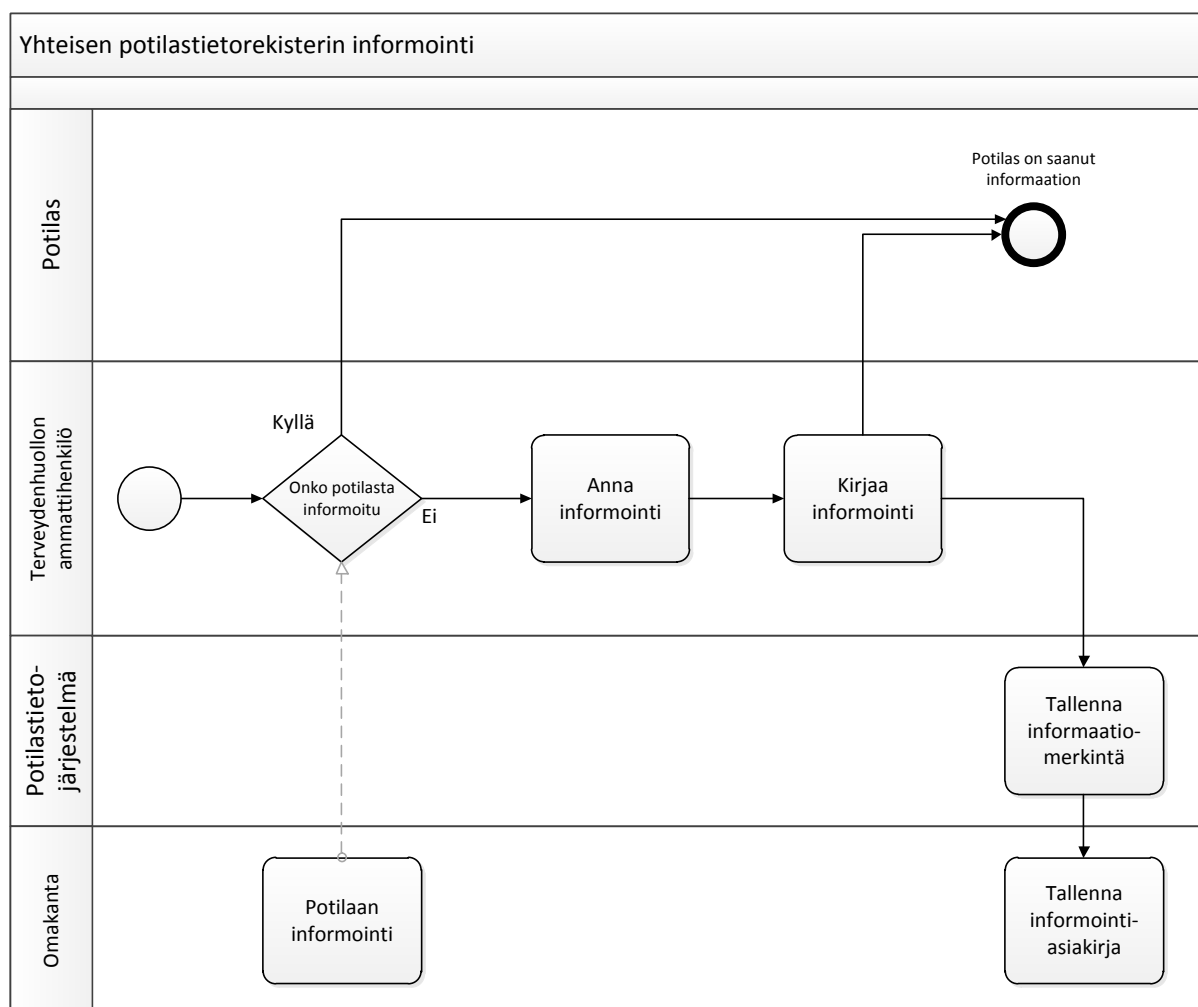 Yhteisen potilastietorekisterin informointi
Potilas
Potilas on saanut
informaation
Terveydenhuollon
ammattihenkilö
Kyllä
Onko potilasta
informoitu
Ei
Anna
informointi
Kirjaa
informointi
Potilastieto-
järjestelmä
Tallenna
informaatio-
merkintä
Omakanta
Potilaan
informointi
Tallenna
informointi-
asiakirja